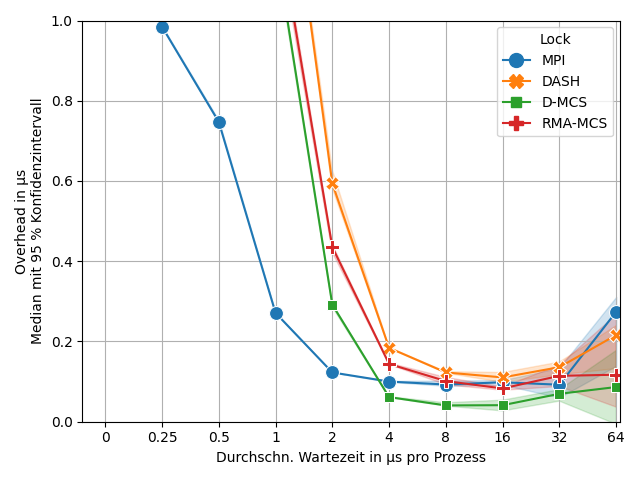 Overhead in µs
Median mit 95 % Konfidenzintervall
1.0
0.8
0.6
0.4
0.2
0.0
Lock
MPI
DASH
D-MCS
RMA-MCS
0 0.25 0.5 1 2 4 8 16 32 64
Durchschn. Wartezeit in µs pro Prozess